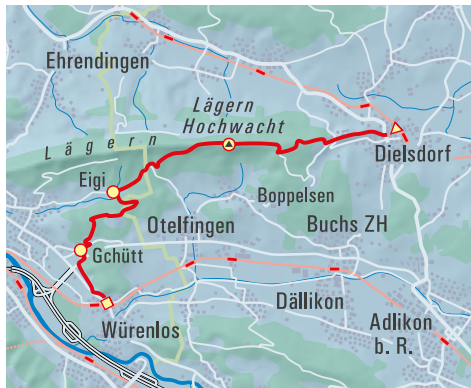 Ehrendingen
Lägern
Hochwacht
Lägern
Dielsdorf
Eigi
Boppelsen
Otelfingen
Buchs ZH
Gchütt
Dällikon
Würenlos
Adlikon
b. R.